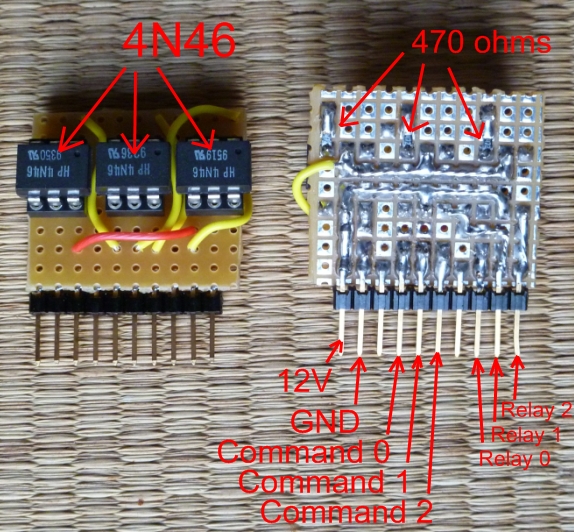 4N46
470 ohms
HP 4N46
9350
HP 4N46
9236
HP 4N46
9519
12V
GND
Command 0
Command 1
Command 2
Relay 2
Relay 1
Relay 0